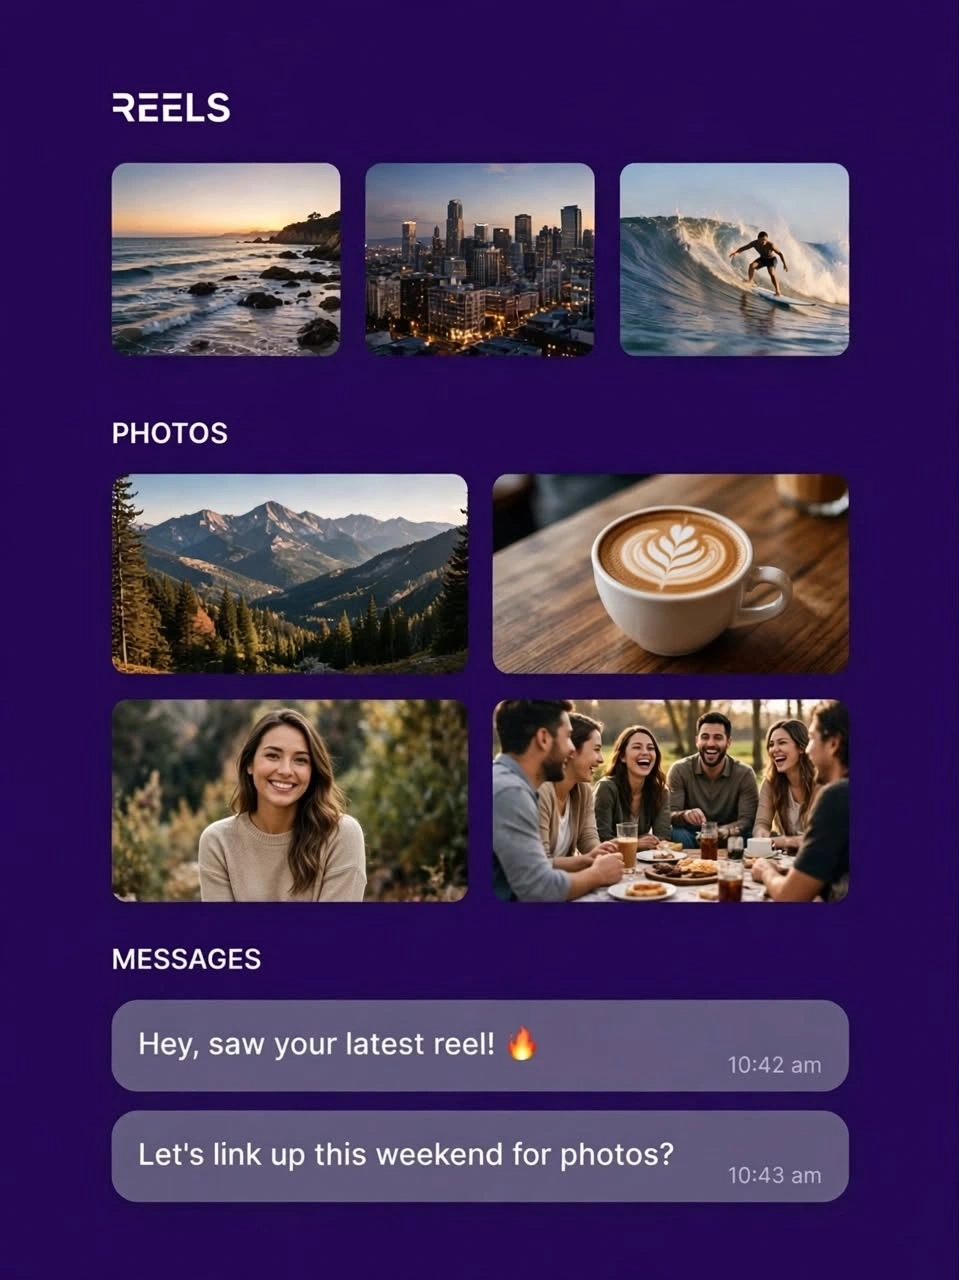 REELS
PHOTOS
MESSAGES
Hey, saw your latest reel! 🔥
10:42 am
Let's link up this weekend for photos?
10:43 am